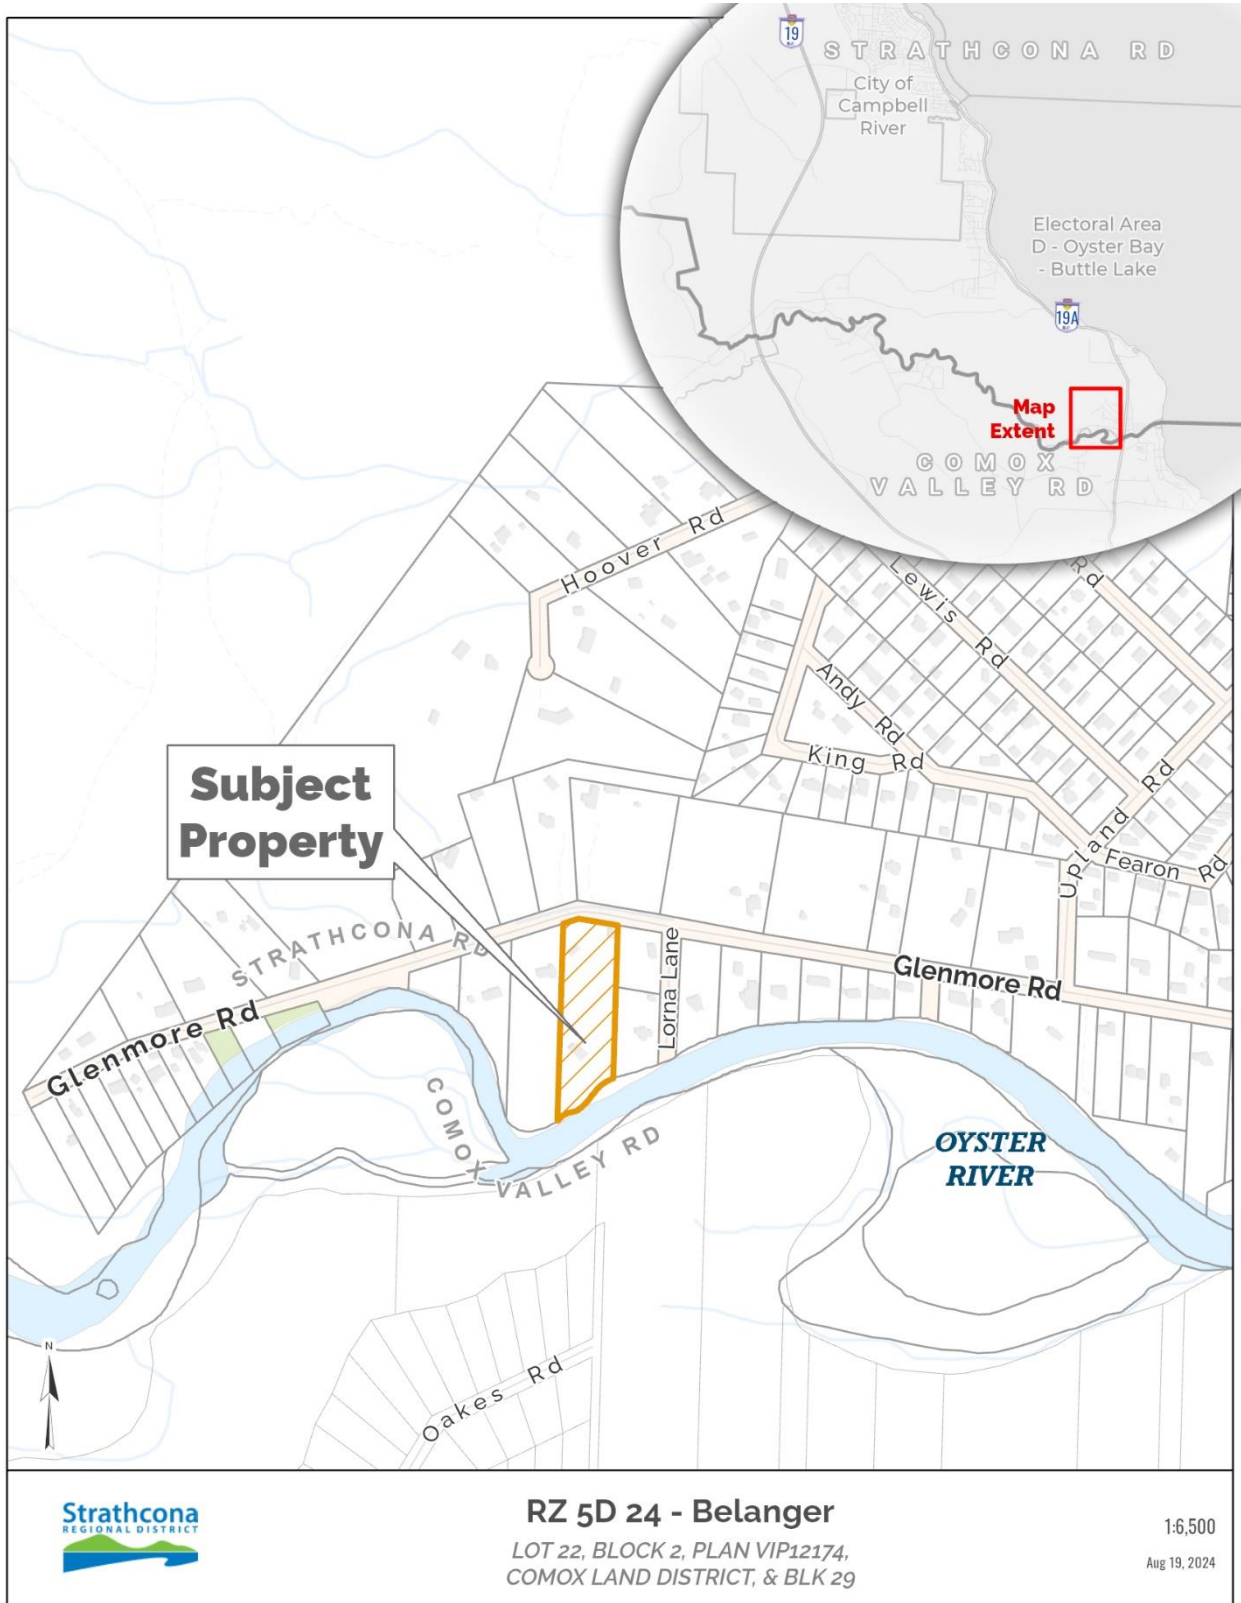 19
STRATHCONA RD
City of
Campbell
River
Electoral Area
D - Oyster Bay
- Buttle Lake
19A
Map
Extent
COMOX
VALLEY RD
Hoover Rd
Lewis Rd
Rd
Andy Rd
King Rd
Upland Rd
Fearon Rd
Subject
Property
STRATHCONA RD
Glenmore Rd
Lorna Lane
Glenmore Rd
COMOX VALLEY RD
OYSTER
RIVER
N
Oakes Rd
Strathcona
REGIONAL DISTRICT
RZ 5D 24 - Belanger
LOT 22, BLOCK 2, PLAN VIP12174,
COMOX LAND DISTRICT, & BLK 29
1:6,500
Aug 19, 2024